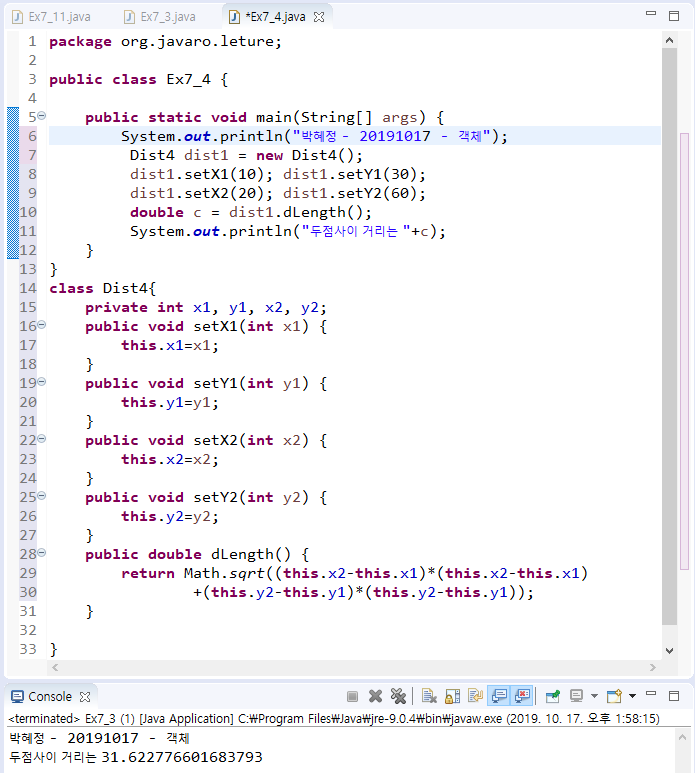 Ex7_11.java Ex7_3.java *Ex7_4.java
1 package org.javaro.leture;
2
3 public class Ex7_4 {
4
5 public static void main(String[] args) {
6 System.out.println("박혜정 - 20191017 - 객체");
7 Dist4 dist1 = new Dist4();
8 dist1.setX1(10); dist1.setY1(30);
9 dist1.setX2(20); dist1.setY2(60);
10 double c = dist1.dLength();
11 System.out.println("두점사이 거리는 "+c);
12 }
13 }
14 class Dist4{
15 private int x1, y1, x2, y2;
16 public void setX1(int x1) {
17 this.x1=x1;
18 }
19 public void setY1(int y1) {
20 this.y1=y1;
21 }
22 public void setX2(int x2) {
23 this.x2=x2;
24 }
25 public void setY2(int y2) {
26 this.y2=y2;
27 }
28 public double dLength() {
29 return Math.sqrt((this.x2-this.x1)*(this.x2-this.x1)
30 +(this.y2-this.y1)*(this.y2-this.y1));
31 }
32
33 }
Console
<terminated> Ex7_3 (1) [Java Application] C:₩Program Files₩Java₩jre-9.0.4₩bin₩javaw.exe (2019. 10. 17. 오후 1:58:15)
박혜정 - 20191017 - 객체
두점사이 거리는 31.622776601683793